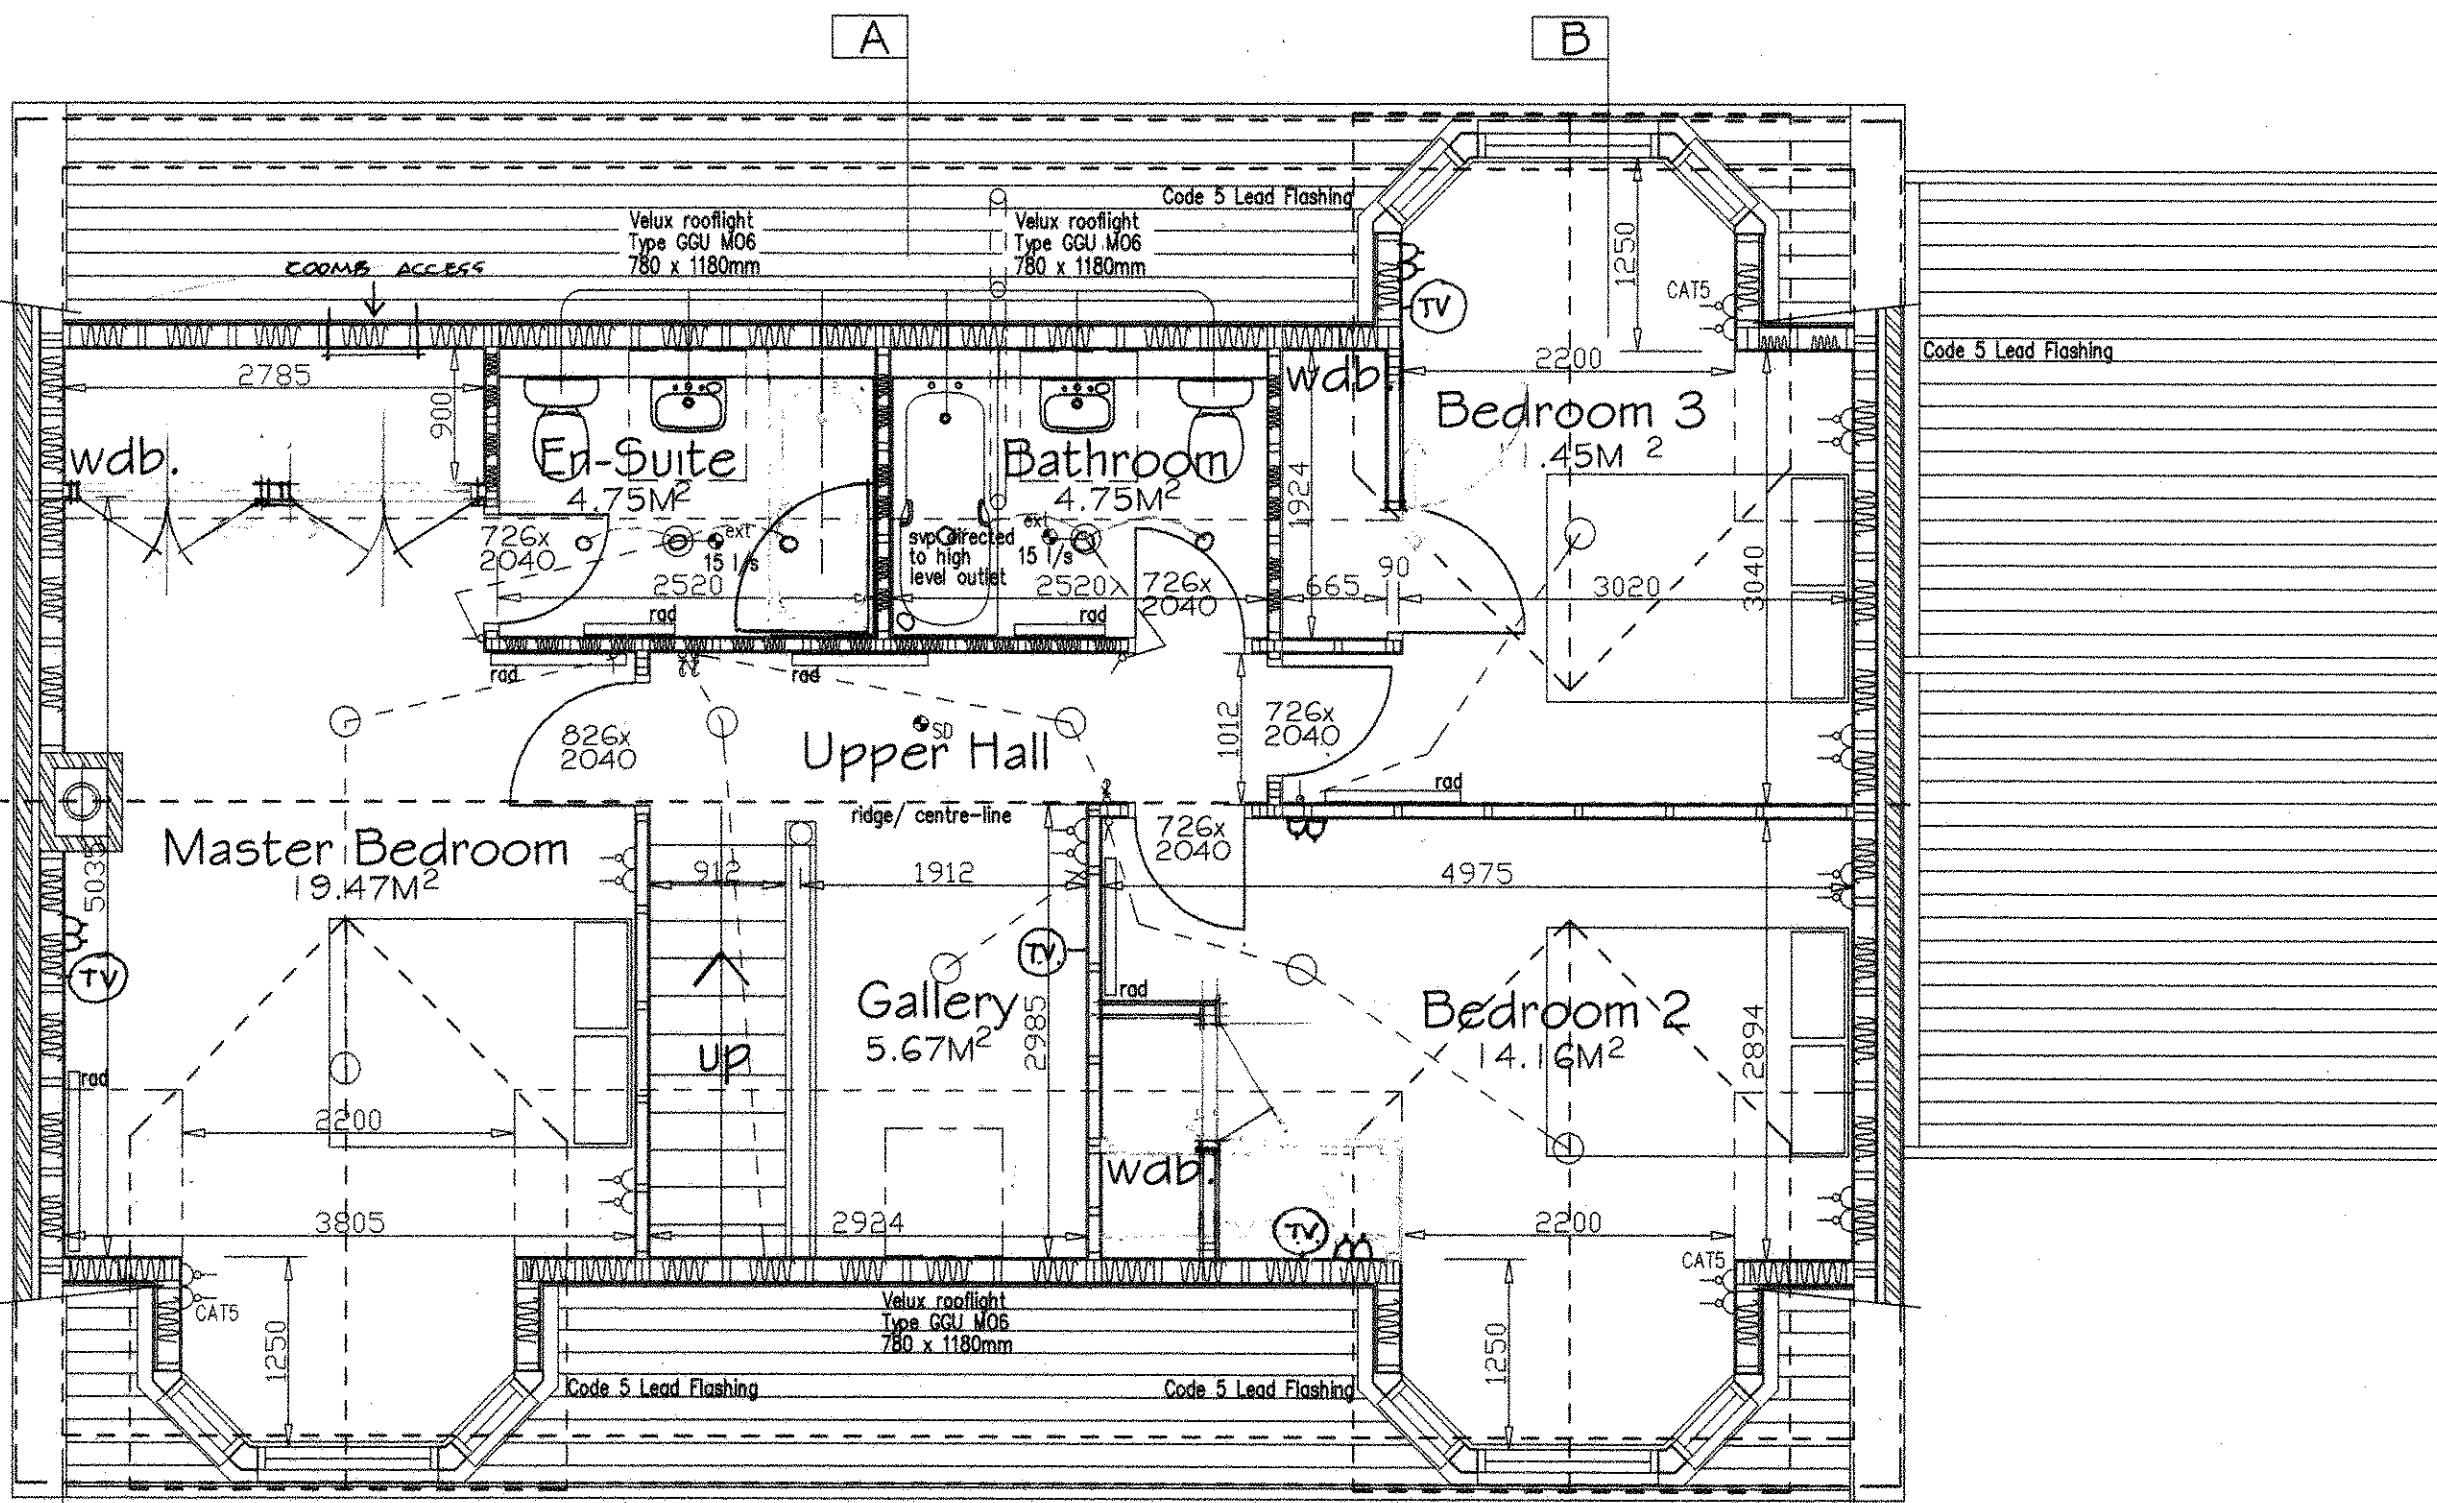 A
B
Code 5 Lead Flashing
Velux rooflight
Type GGU M06
780 x 1180mm
Velux rooflight
Type GGU M06
780 x 1180mm
COOMB ACCESS
1250
CAT5
TV
Code 5 Lead Flashing
2785
900
wdb.
En-Suite
4.75M²
Bathroom
4.75M²
wdb.
1924
2200
Bedroom 3
11.45M²
726x
2040
ext
15 l/s
2520
rad
svp directed
to high
level outlet
ext
15 l/s
2520
726x
2040
rad
665
90
3020
3040
rad
rad
826x
2040
SD
Upper Hall
1012
726x
2040
rad
ridge/ centre-line
Master Bedroom
19.47M²
5035
912
1912
726x
2040
4975
TV
T.V.
rad
Gallery
5.67M²
2985
Bedroom 2
14.16M²
2894
up
rad
2200
wdb.
3805
2924
T.V.
2200
CAT5
CAT5
1250
Velux rooflight
Type GGU M06
780 x 1180mm
1250
Code 5 Lead Flashing
Code 5 Lead Flashing